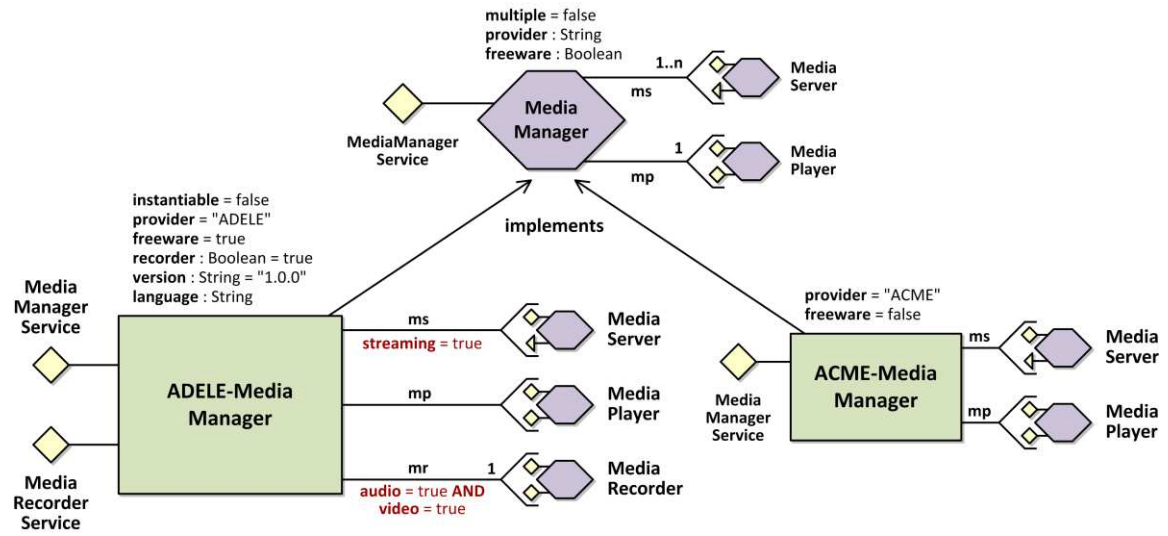 multiple = false
provider : String
freeware : Boolean
1..n
ms
Media
Server
Media
Manager
MediaManager
Service
1
mp
Media
Player
implements
instantiable = false
provider = "ADELE"
freeware = true
recorder : Boolean = true
version : String = "1.0.0"
language : String
Media
Manager
Service
ADELE-Media
Manager
Media
Recorder
Service
ms
streaming = true
Media
Server
mp
Media
Player
mr
1
audio = true AND
video = true
Media
Recorder
provider = "ACME"
freeware = false
ACME-Media
Manager
Media
Manager
Service
ms
Media
Server
mp
Media
Player